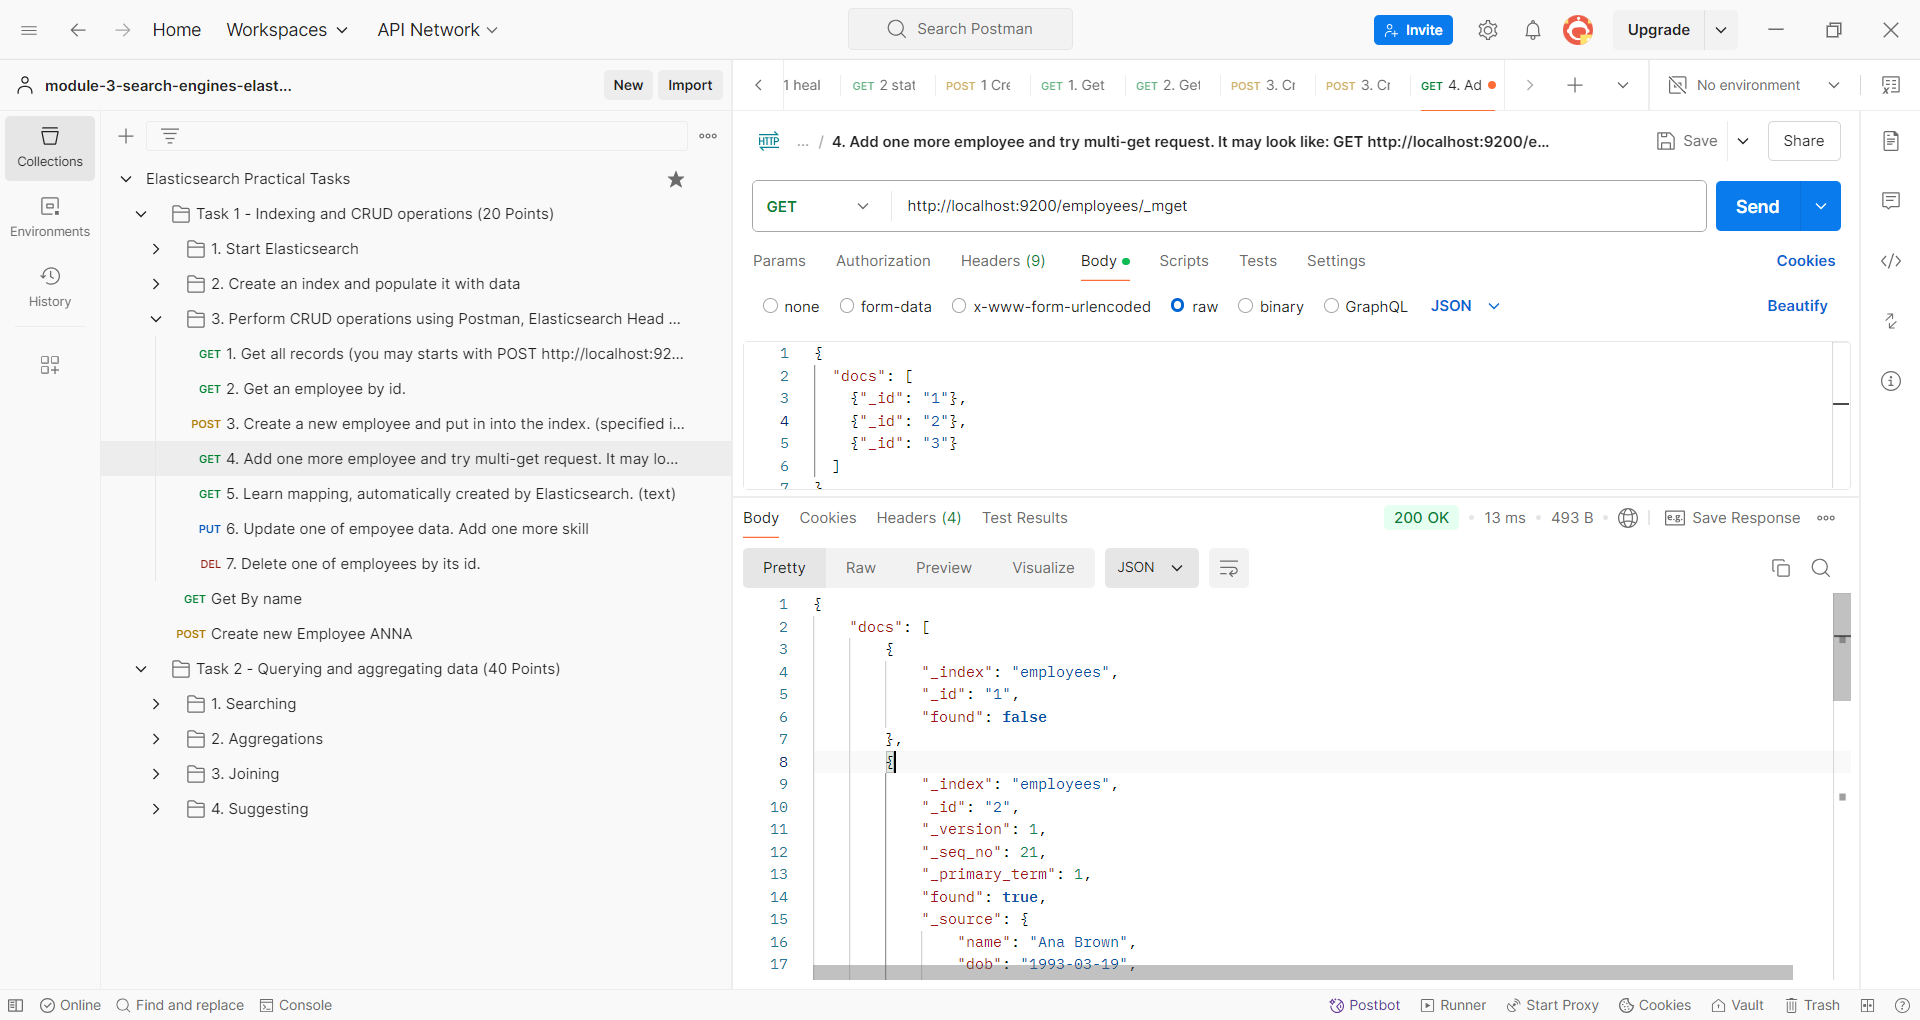 Home
Workspaces
API Network
Search Postman
Invite
Upgrade
module-3-search-engines-elast...
New
Import
1 heal
GET 2 stat
POST 1 Cre
GET 1. Get
GET 2. Get
POST 3. Cr
POST 3. Cr
GET 4. Ad
No environment
Collections
Environments
History
Elasticsearch Practical Tasks
Task 1 - Indexing and CRUD operations (20 Points)
1. Start Elasticsearch
2. Create an index and populate it with data
3. Perform CRUD operations using Postman, Elasticsearch Head ...
GET 1. Get all records (you may starts with POST http://localhost:92...
GET 2. Get an employee by id.
POST 3. Create a new employee and put in into the index. (specified i...
GET 4. Add one more employee and try multi-get request. It may lo...
GET 5. Learn mapping, automatically created by Elasticsearch. (text)
PUT 6. Update one of empoyee data. Add one more skill
DEL 7. Delete one of employees by its id.
GET Get By name
POST Create new Employee ANNA
Task 2 - Querying and aggregating data (40 Points)
1. Searching
2. Aggregations
3. Joining
4. Suggesting
HTTP ... / 4. Add one more employee and try multi-get request. It may look like: GET http://localhost:9200/e...
Save
Share
GET
http://localhost:9200/employees/_mget
Send
Params
Authorization
Headers (9)
Body
Scripts
Tests
Settings
Cookies
none
form-data
x-www-form-urlencoded
raw
binary
GraphQL
JSON
Beautify
1 {
2 "docs": [
3 {"_id": "1"},
4 {"_id": "2"},
5 {"_id": "3"}
6 ]
7 }
Body
Cookies
Headers (4)
Test Results
200 OK
13 ms
493 B
e.g. Save Response
Pretty
Raw
Preview
Visualize
JSON
1 {
2 "docs": [
3 {
4 "_index": "employees",
5 "_id": "1",
6 "found": false
7 },
8 {
9 "_index": "employees",
10 "_id": "2",
11 "_version": 1,
12 "_seq_no": 21,
13 "_primary_term": 1,
14 "found": true,
15 "_source": {
16 "name": "Ana Brown",
17 "dob": "1993-03-19",
Online
Find and replace
Console
Postbot
Runner
Start Proxy
Cookies
Vault
Trash